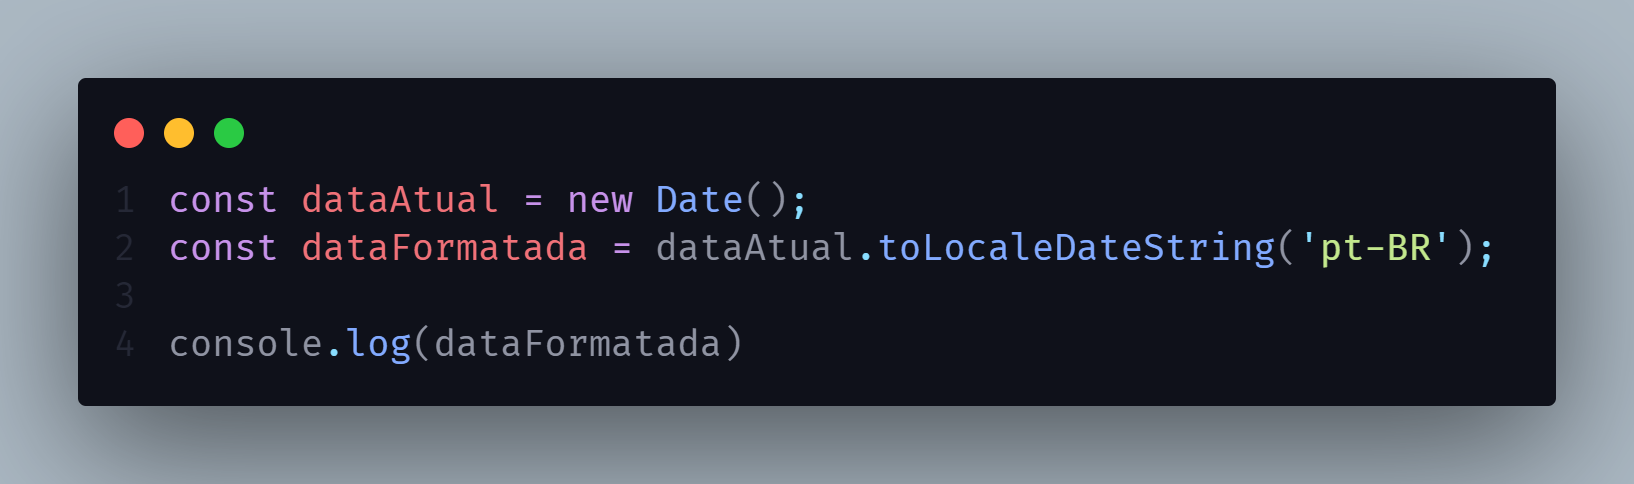 1 const dataAtual = new Date();
2 const dataFormatada = dataAtual.toLocaleDateString('pt-BR');
3
4 console.log(dataFormatada)